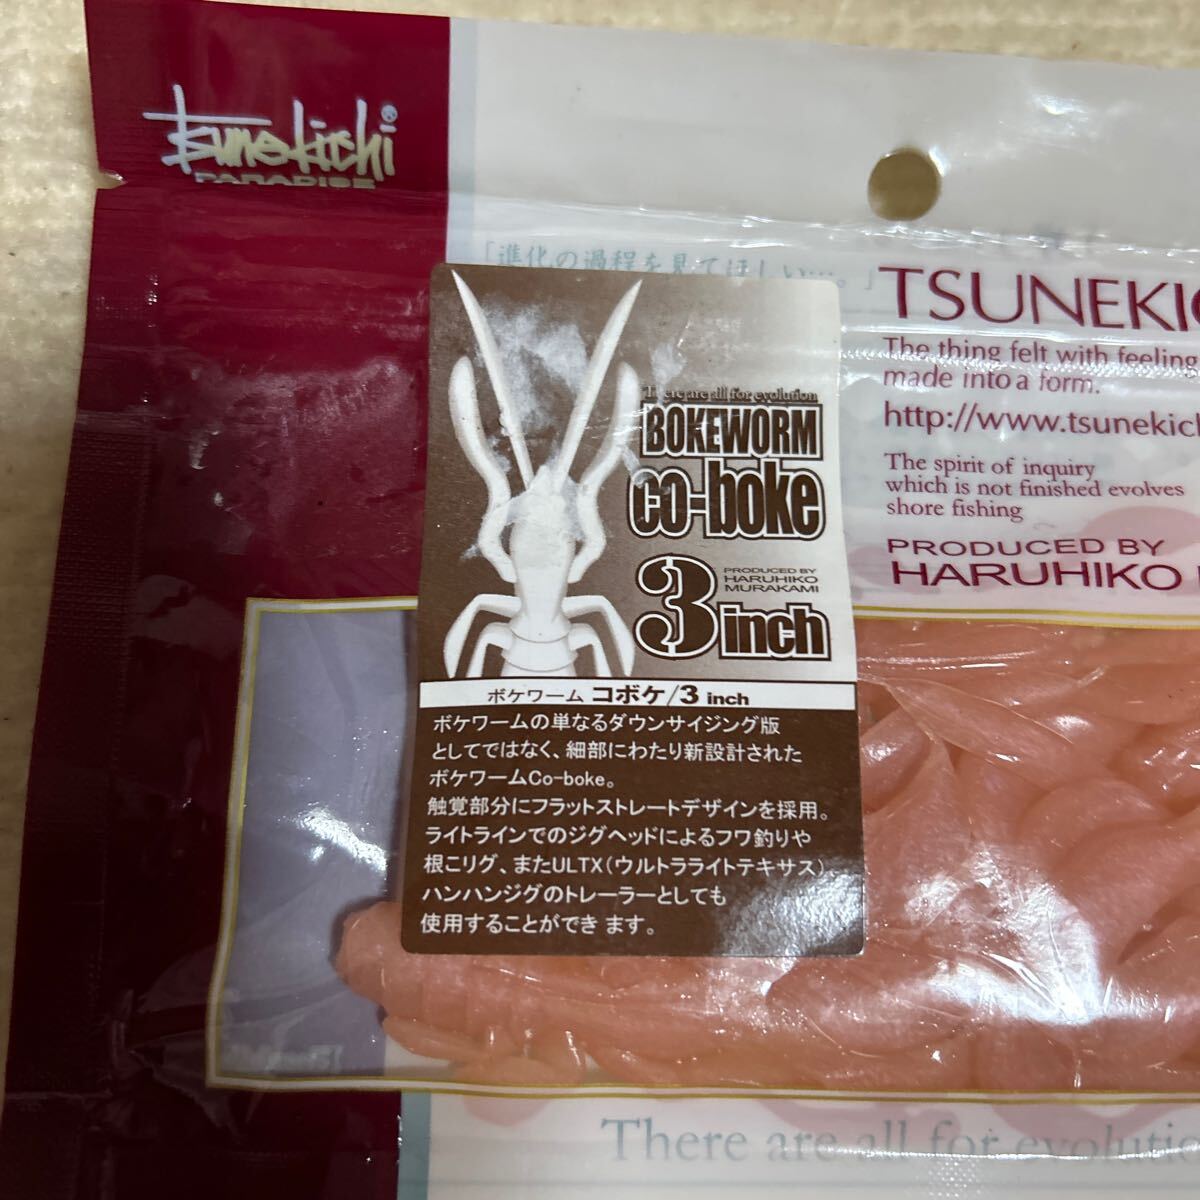 Tsunekichi®
PARADISE
「進化の過程を見てほしい…。」
TSUNEKIC
The thing felt with feeling
made into a form.
http://www.tsunekich
The spirit of inquiry
which is not finished evolves
shore fishing
PRODUCED BY
HARUHIKO
There are all for evolution
BOKEWORM
co-boke
3inch
PRODUCED BY
HARUHIKO
MURAKAMI
ボケワーム コボケ/3 inch
ボケワームの単なるダウンサイジング版
としてではなく、細部にわたり新設計された
ボケワームCo-boke。
触覚部分にフラットストレートデザインを採用。
ライトラインでのジグヘッドによるフワ釣りや
根こリグ、またULTX(ウルトラライトテキサス)
ハンハンジグのトレーラーとしても
使用することができ ます。
There are all for evolutio